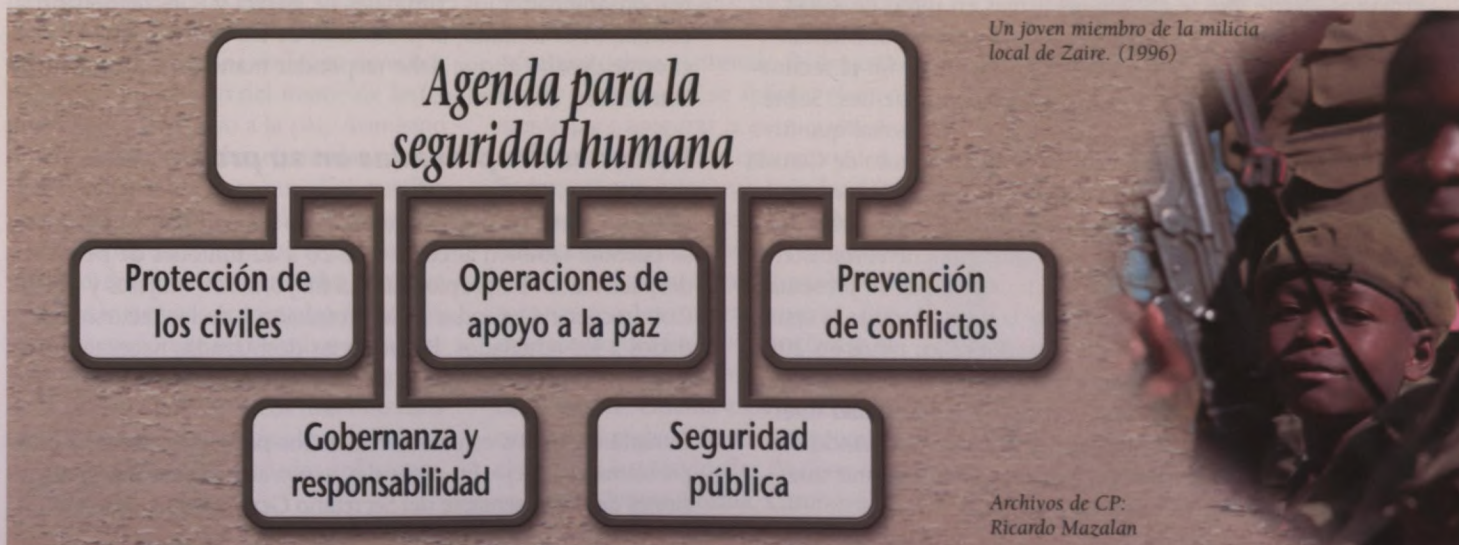 Agenda para la
seguridad humana
Protección de
los civiles
Operaciones de
apoyo a la paz
Prevención
de conflictos
Gobernanza y
responsabilidad
Seguridad
pública
Un joven miembro de la milicia
local de Zaire. (1996)
Archivos de CP:
Ricardo Mazalan